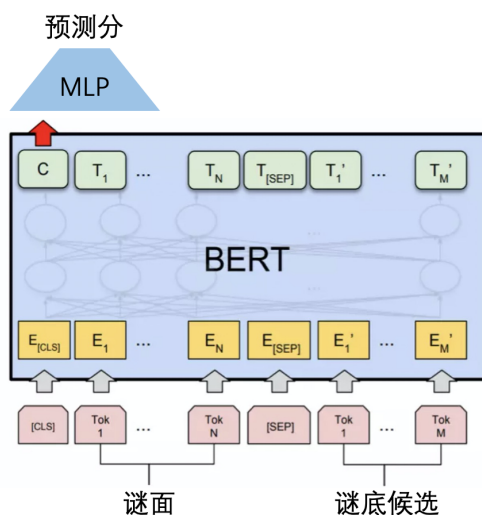 预测分
MLP
C T1 ... TN T[SEP] T1' ... TM'
...
BERT
...
E[CLS] E1 ... EN E[SEP] E1' ... EM'
[CLS] Tok 1 ... Tok N [SEP] Tok 1 ... Tok M
谜面 谜底候选